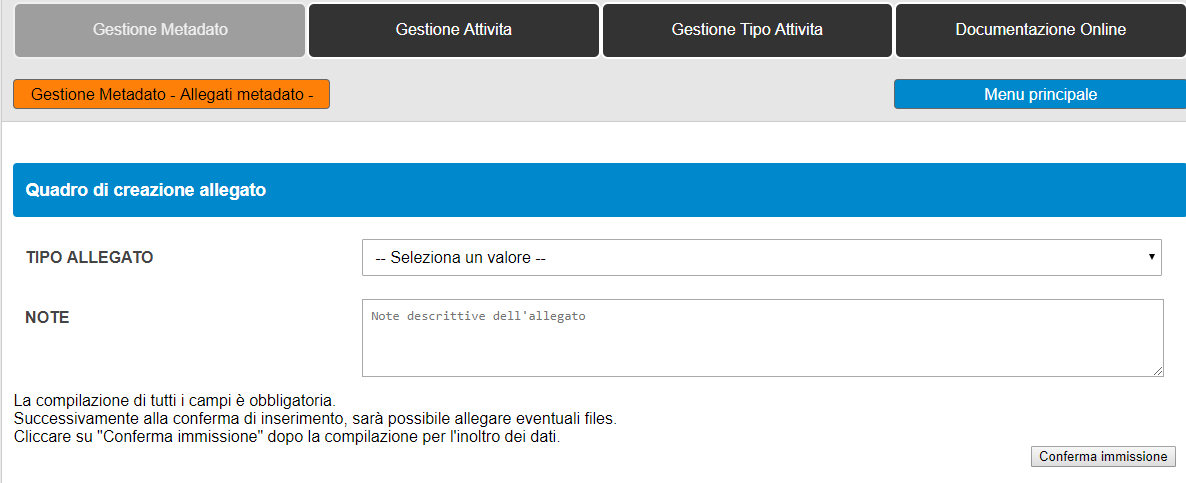 Gestione Metadato
Gestione Attivita
Gestione Tipo Attivita
Documentazione Online
Gestione Metadato - Allegati metadato -
Menu principale
Quadro di creazione allegato
TIPO ALLEGATO
-- Seleziona un valore --
NOTE
Note descrittive dell'allegato
La compilazione di tutti i campi è obbligatoria.
Successivamente alla conferma di inserimento, sarà possibile allegare eventuali files.
Cliccare su "Conferma immissione" dopo la compilazione per l'inoltro dei dati.
Conferma immissione